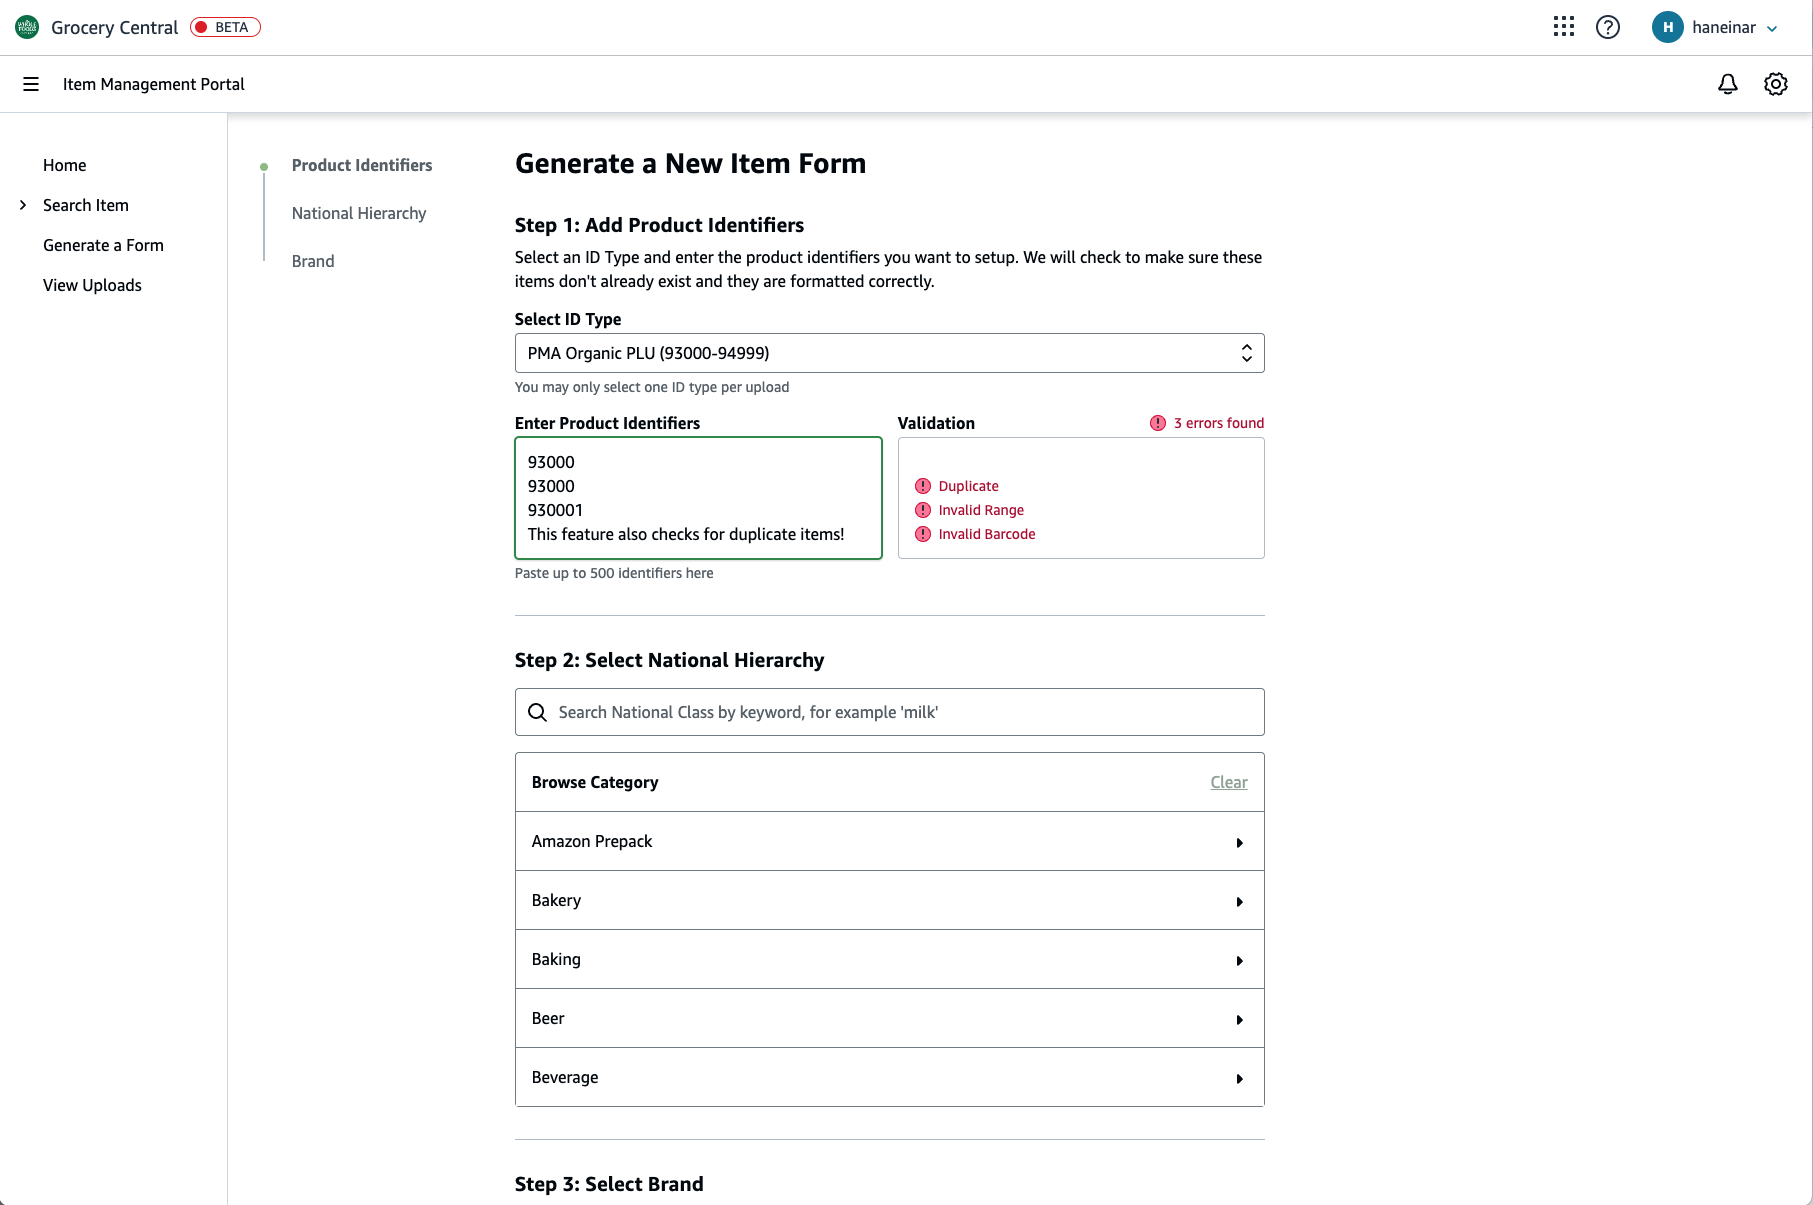 Grocery Central
BETA
H
haneinar
Item Management Portal
Home
Search Item
Generate a Form
View Uploads
Product Identifiers
National Hierarchy
Brand
Generate a New Item Form
Step 1: Add Product Identifiers
Select an ID Type and enter the product identifiers you want to setup. We will check to make sure these
items don't already exist and they are formatted correctly.
Select ID Type
PMA Organic PLU (93000-94999)
You may only select one ID type per upload
Enter Product Identifiers
93000
93000
930001
This feature also checks for duplicate items!
Paste up to 500 identifiers here
Validation
3 errors found
Duplicate
Invalid Range
Invalid Barcode
Step 2: Select National Hierarchy
Search National Class by keyword, for example 'milk'
Browse Category
Clear
Amazon Prepack
Bakery
Baking
Beer
Beverage
Step 3: Select Brand